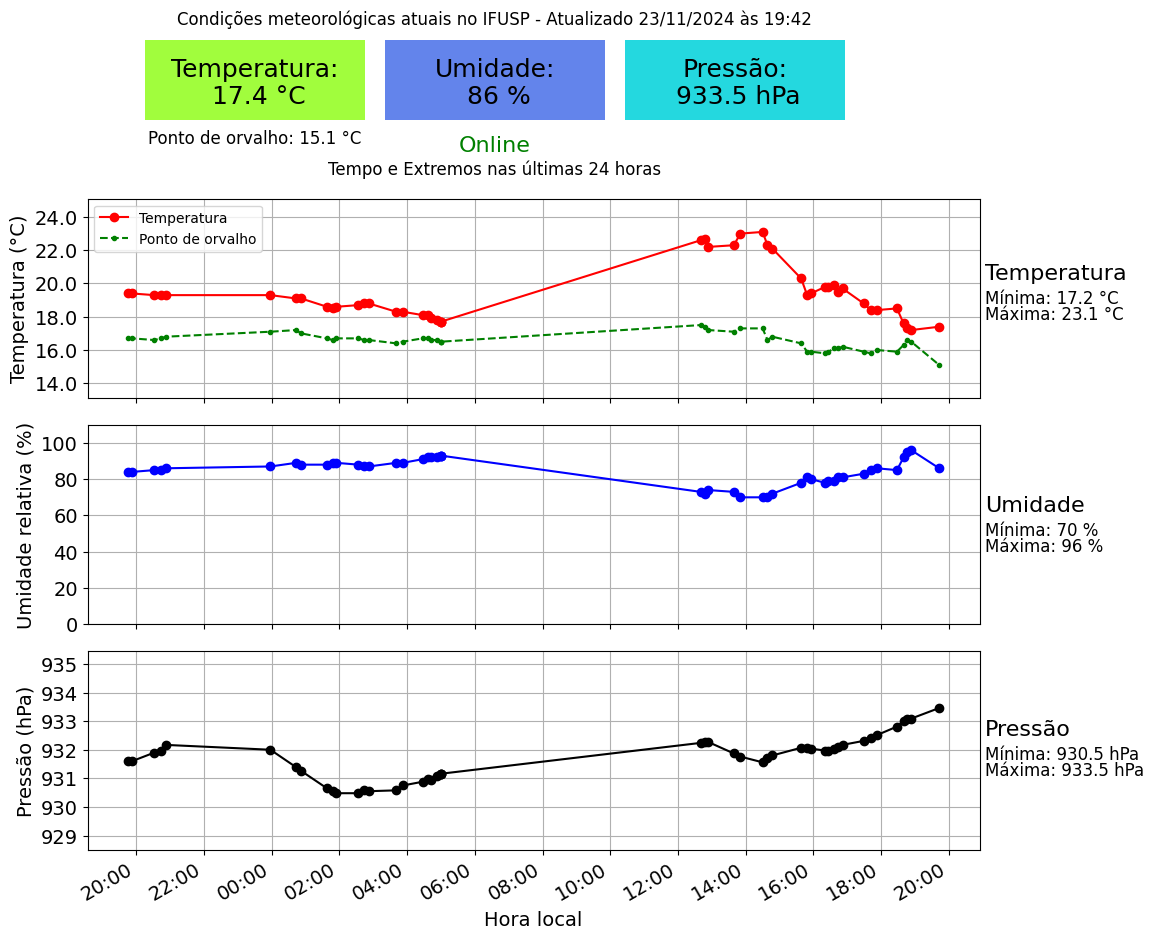 Condições meteorológicas atuais no IFUSP - Atualizado 23/11/2024 às 19:42
Temperatura:
17.4 °C
Umidade:
86 %
Pressão:
933.5 hPa
Ponto de orvalho: 15.1 °C
Online
Tempo e Extremos nas últimas 24 horas
Temperatura (°C)
24.0
22.0
20.0
18.0
16.0
14.0
Temperatura
Ponto de orvalho
Temperatura
Mínima: 17.2 °C
Máxima: 23.1 °C
Umidade relativa (%)
100
80
60
40
20
0
Umidade
Mínima: 70 %
Máxima: 96 %
Pressão (hPa)
935
934
933
932
931
930
929
Pressão
Mínima: 930.5 hPa
Máxima: 933.5 hPa
20:00 22:00 00:00 02:00 04:00 06:00 08:00 10:00 12:00 14:00 16:00 18:00 20:00
Hora local